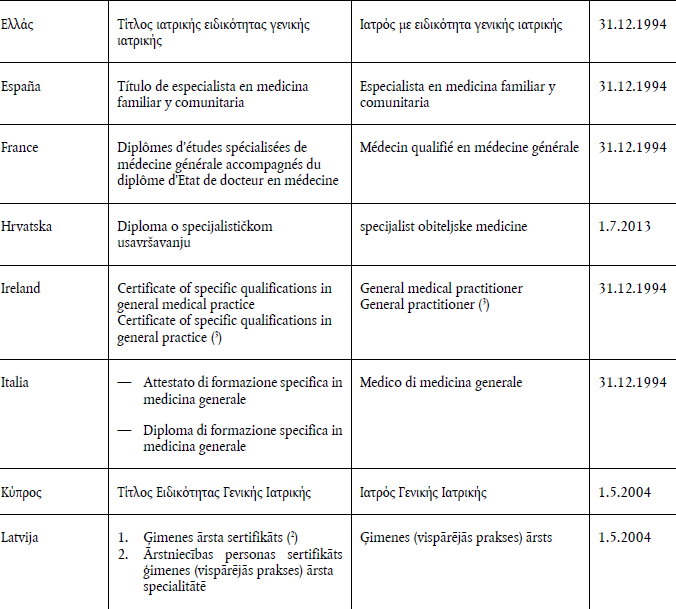 Ελλάς
Τίτλος ιατρικής ειδικότητας γενικής
ιατρικής
Ιατρός με ειδικότητα γενικής ιατρικής
31.12.1994
España
Título de especialista en medicina
familiar y comunitaria
Especialista en medicina familiar y
comunitaria
31.12.1994
France
Diplômes d'études spécialisées de
médecine générale accompagnés du
diplôme d'Etat de docteur en médecine
Médecin qualifié en médecine générale
31.12.1994
Hrvatska
Diploma o specijalističkom
usavršavanju
specijalist obiteljske medicine
1.7.2013
Ireland
Certificate of specific qualifications in
general medical practice
Certificate of specific qualifications in
general practice (³)
General medical practitioner
General practitioner (³)
31.12.1994
Italia
— Attestato di formazione specifica in
medicina generale
— Diploma di formazione specifica in
medicina generale
Medico di medicina generale
31.12.1994
Κύπρος
Τίτλος Ειδικότητας Γενικής Ιατρικής
Ιατρός Γενικής Ιατρικής
1.5.2004
Latvija
1. Ģimenes ārsta sertifikāts (²)
2. Ārstniecības personas sertifikāts
ģimenes (vispārējās prakses) ārsta
specialitātē
Ģimenes (vispārējās prakses) ārsts
1.5.2004